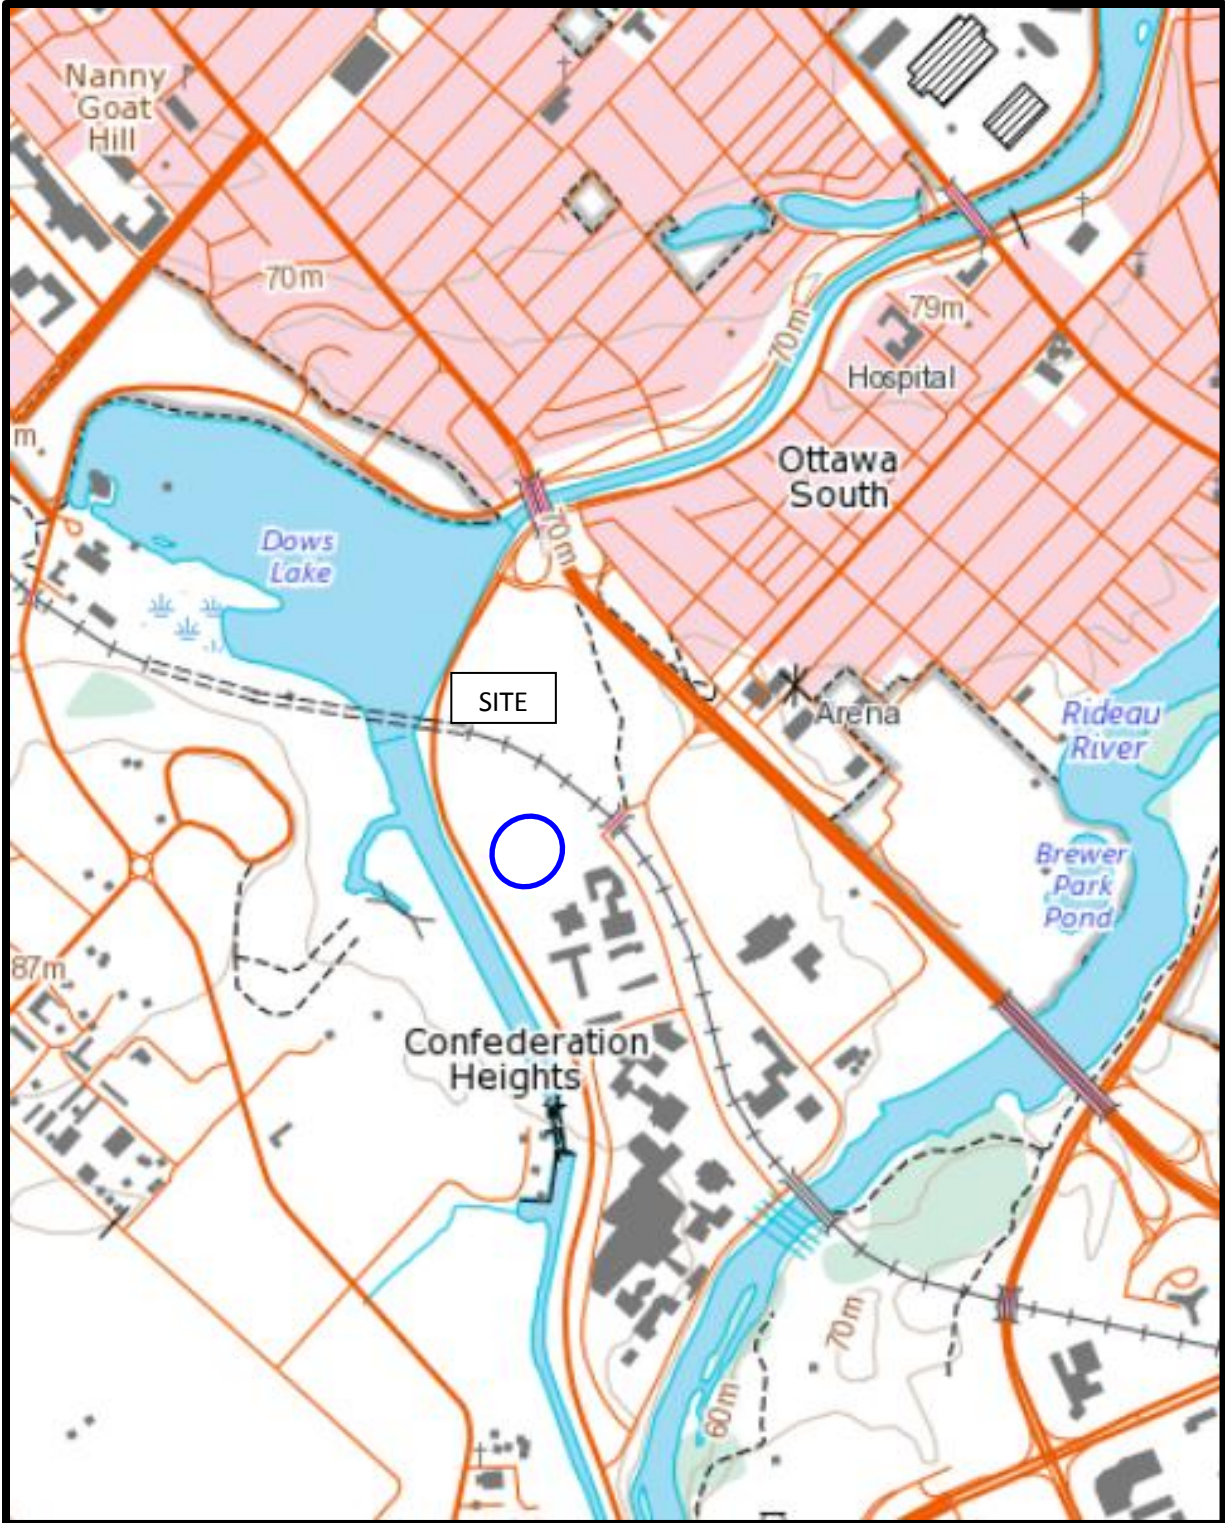 Nanny
Goat
Hill
70m
70m
79m
Hospital
m
Ottawa
South
70m
Dows
Lake
SITE
Arena
Rideau
River
Brewer
Park
Pond
87m
Confederation
Heights
70m
60m